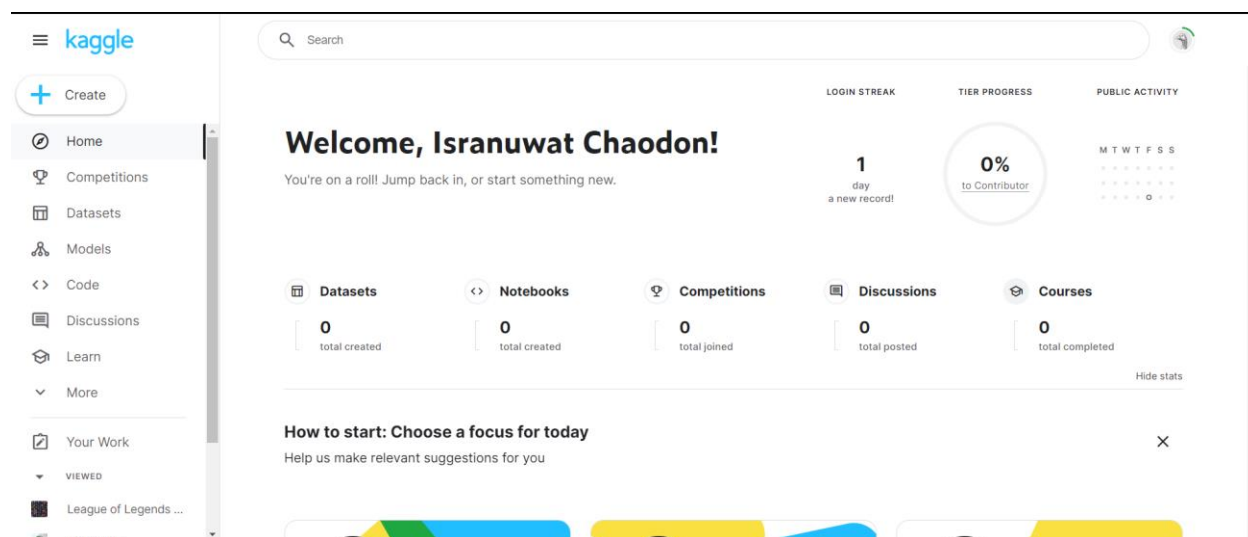 kaggle
Search
Create
Home
Competitions
Datasets
Models
Code
Discussions
Learn
More
Your Work
VIEWED
League of Legends ...
LOGIN STREAK
TIER PROGRESS
PUBLIC ACTIVITY
Welcome, Isranuwat Chaodon!
You're on a roll! Jump back in, or start something new.
1
day
a new record!
0%
to Contributor
M T W T F S S
Datasets
0
total created
Notebooks
0
total created
Competitions
0
total joined
Discussions
0
total posted
Courses
0
total completed
Hide stats
How to start: Choose a focus for today
Help us make relevant suggestions for you